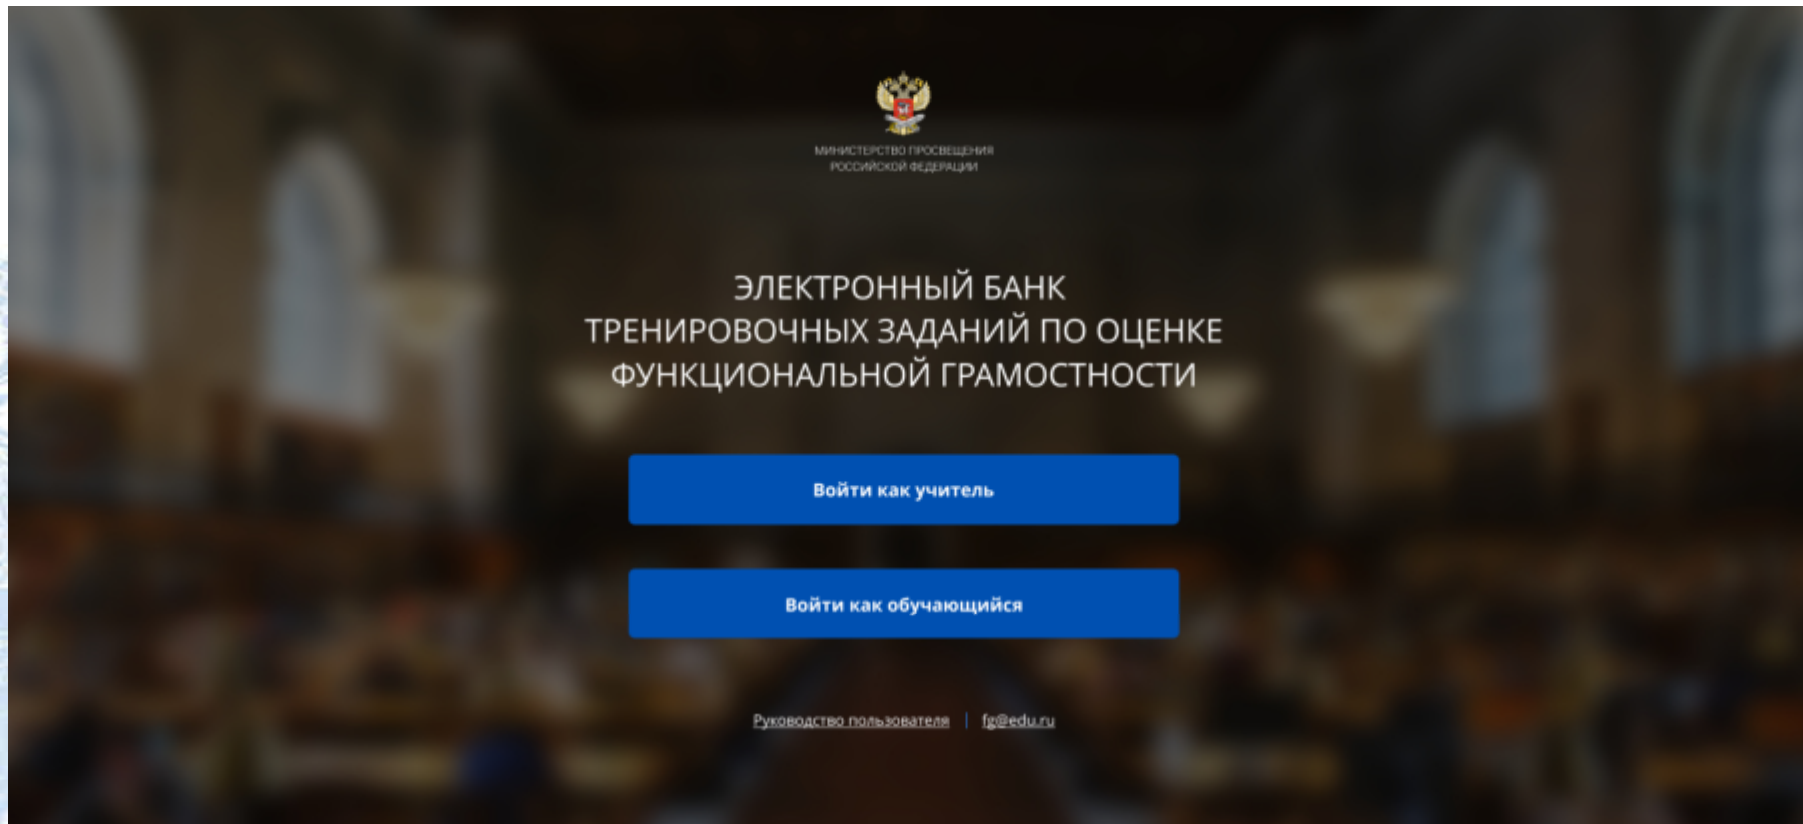 МИНИСТЕРСТВО ПРОСВЕЩЕНИЯ
РОССИЙСКОЙ ФЕДЕРАЦИИ
ЭЛЕКТРОННЫЙ БАНК
ТРЕНИРОВОЧНЫХ ЗАДАНИЙ ПО ОЦЕНКЕ
ФУНКЦИОНАЛЬНОЙ ГРАМОСТНОСТИ
Войти как учитель
Войти как обучающийся
Руководство пользователя | fg@edu.ru